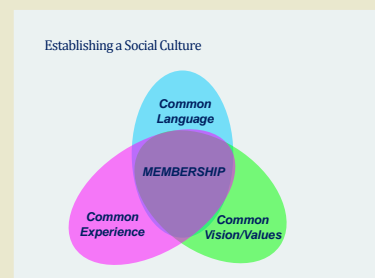 Establishing a Social Culture
Common
Language
MEMBERSHIP
Common
Experience
Common
Vision/Values